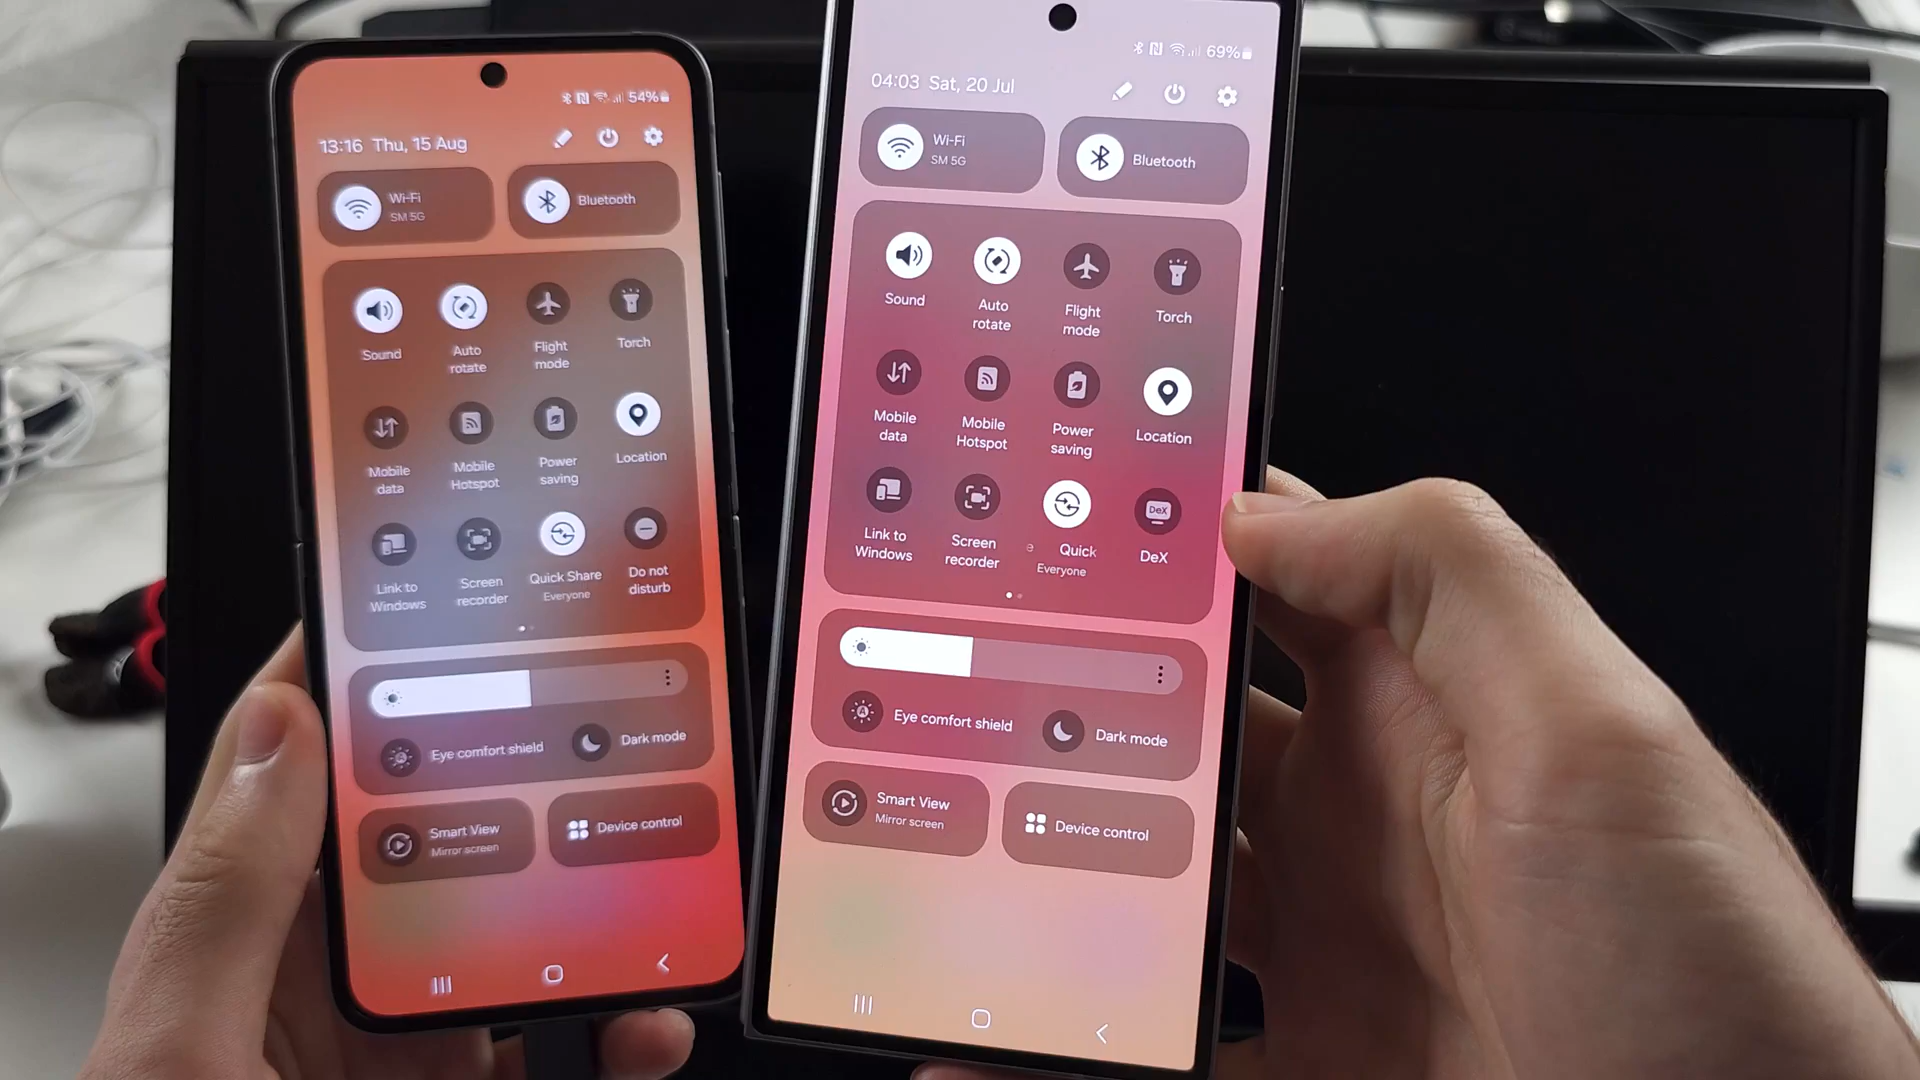 54%
13:16 Thu, 15 Aug
Wi-Fi
SM 5G
Bluetooth
Sound
Auto
rotate
Flight
mode
Torch
Mobile
data
Mobile
Hotspot
Power
saving
Location
Link to
Windows
Screen
recorder
Quick Share
Everyone
Do not
disturb
Eye comfort shield
Dark mode
Smart View
Mirror screen
Device control
69%
04:03 Sat, 20 Jul
Wi-Fi
SM 5G
Bluetooth
Sound
Auto
rotate
Flight
mode
Torch
Mobile
data
Mobile
Hotspot
Power
saving
Location
Link to
Windows
Screen
recorder
e Quick
Everyone
DeX
DeX
Eye comfort shield
Dark mode
Smart View
Mirror screen
Device control